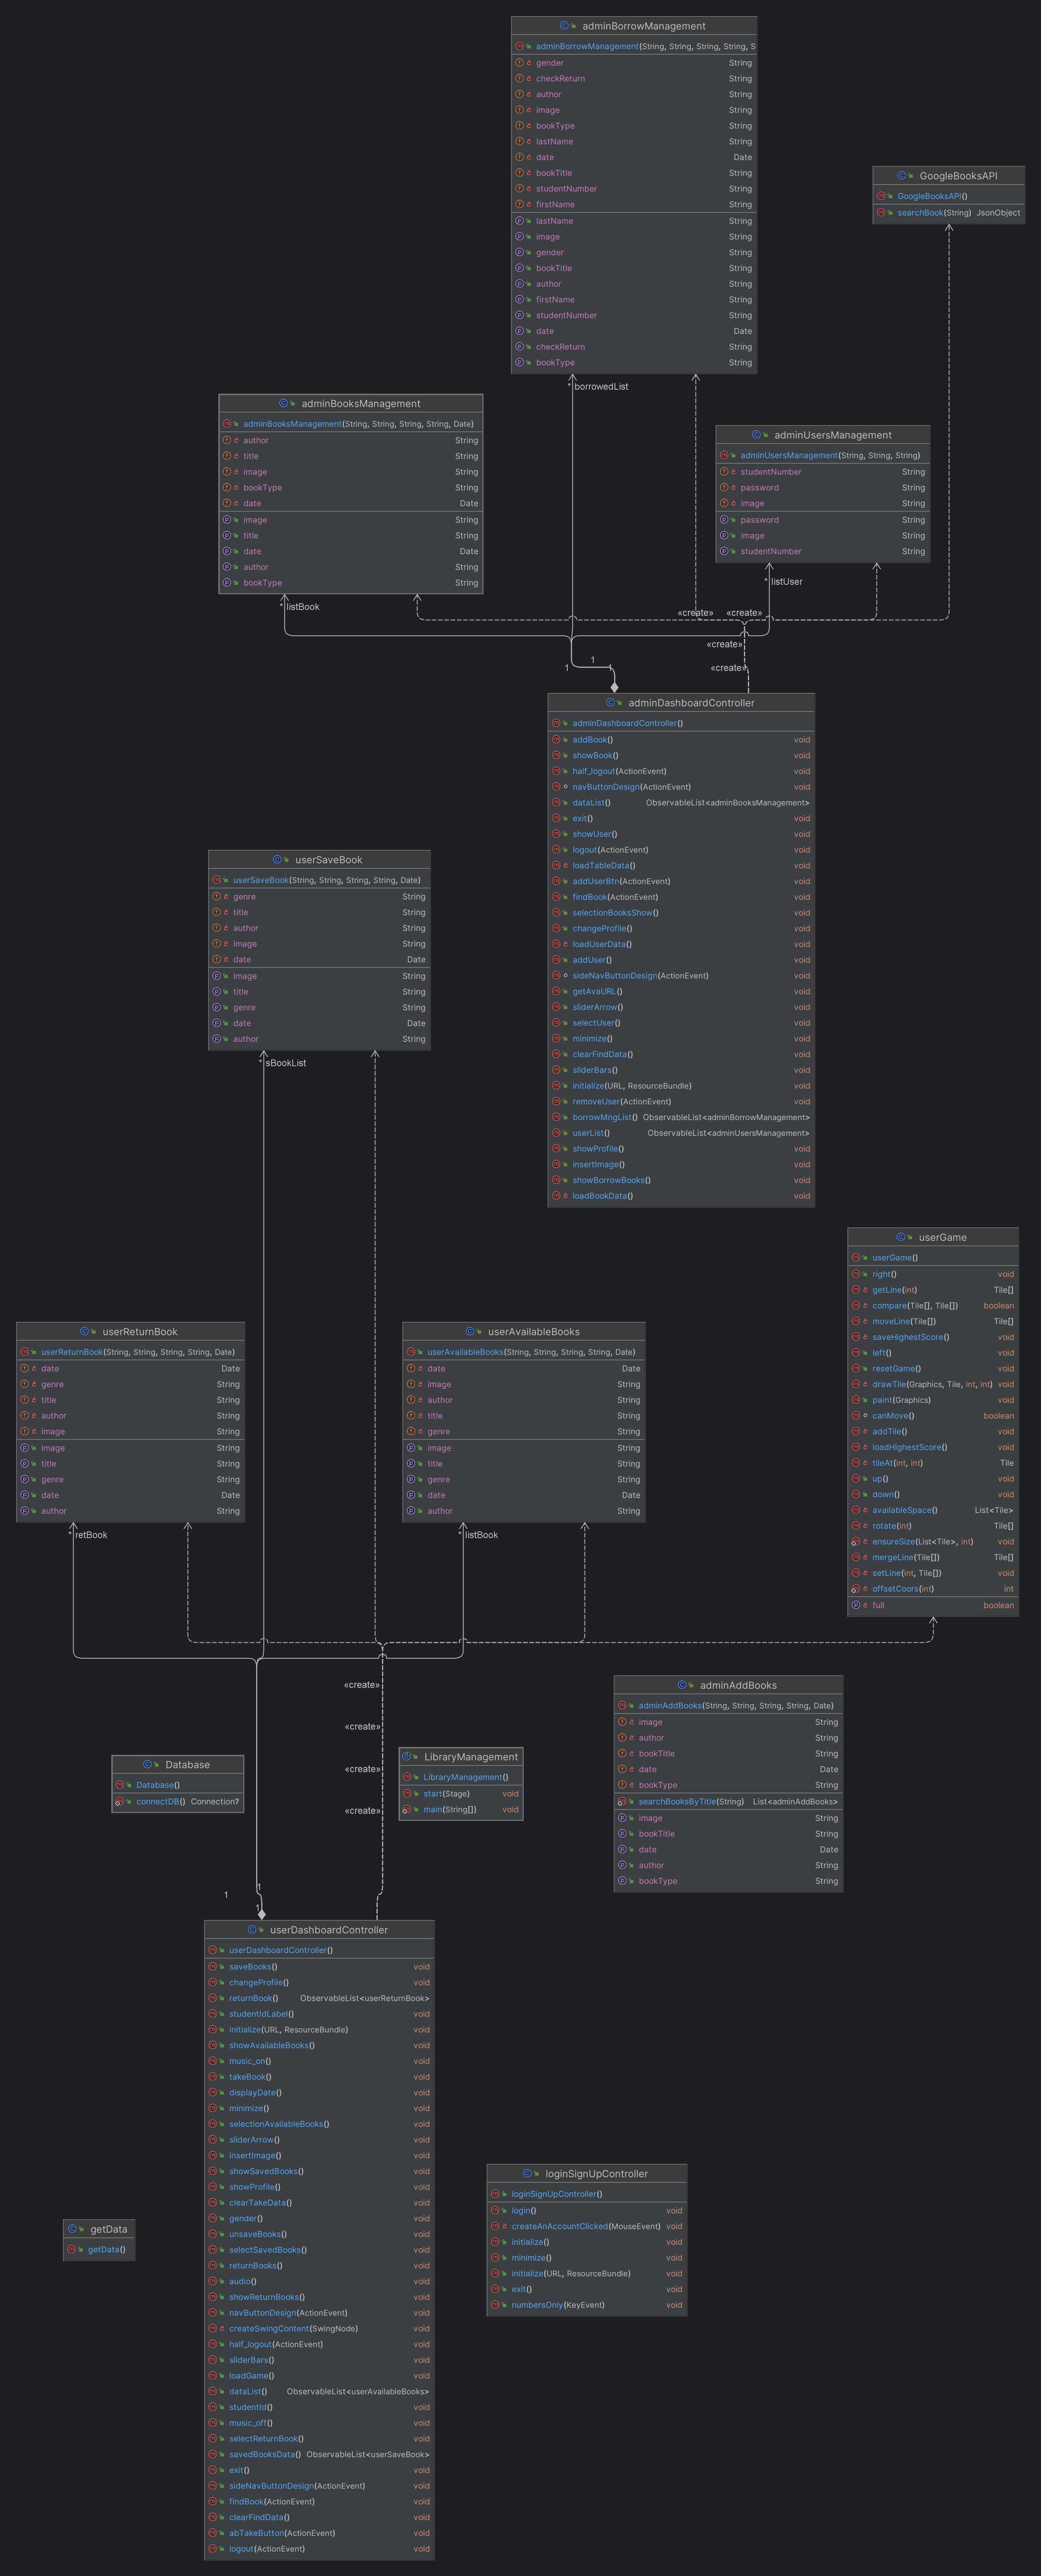 adminBorrowManagement
adminBorrowManagement(String, String, String, String, S
gender String
checkReturn String
author String
image String
bookType String
lastName String
date Date
bookTitle String
studentNumber String
firstName String
lastName String
image String
gender String
bookTitle String
author String
firstName String
studentNumber String
date Date
checkReturn String
bookType String
GoogleBooksAPI
GoogleBooksAPI()
searchBook(String) JsonObject
* borrowedList
adminBooksManagement
adminBooksManagement(String, String, String, String, Date)
author String
title String
image String
bookType String
date Date
image String
title String
date Date
author String
bookType String
* listBook
adminUsersManagement
adminUsersManagement(String, String, String)
studentNumber String
password String
image String
password String
image String
studentNumber String
* listUser
«create» «create»
«create»
1 1 1
«create»
adminDashboardController
adminDashboardController()
addBook() void
showBook() void
half_logout(ActionEvent) void
navButtonDesign(ActionEvent) void
dataList() ObservableList<adminBooksManagement>
exit() void
showUser() void
logout(ActionEvent) void
loadTableData() void
addUserBtn(ActionEvent) void
findBook(ActionEvent) void
selectionBooksShow() void
changeProfile() void
loadUserData() void
addUser() void
sideNavButtonDesign(ActionEvent) void
getAvaURL() void
sliderArrow() void
selectUser() void
minimize() void
clearFindData() void
sliderBars() void
initialize(URL, ResourceBundle) void
removeUser(ActionEvent) void
borrowMngList() ObservableList<adminBorrowManagement>
userList() ObservableList<adminUsersManagement>
showProfile() void
insertImage() void
showBorrowBooks() void
loadBookData() void
userSaveBook
userSaveBook(String, String, String, String, Date)
genre String
title String
author String
image String
date Date
image String
title String
genre String
date Date
author String
* sBookList
userGame
userGame()
right() void
getLine(int) Tile[]
compare(Tile[], Tile[]) boolean
moveLine(Tile[]) Tile[]
saveHighestScore() void
left() void
resetGame() void
drawTile(Graphics, Tile, int, int) void
paint(Graphics) void
canMove() boolean
addTile() void
loadHighestScore() void
tileAt(int, int) Tile
up() void
down() void
availableSpace() List<Tile>
rotate(int) Tile[]
ensureSize(List<Tile>, int) void
mergeLine(Tile[]) Tile[]
setLine(int, Tile[]) void
offsetCoors(int) int
full boolean
userReturnBook
userReturnBook(String, String, String, String, Date)
date Date
genre String
title String
author String
image String
image String
title String
genre String
date Date
author String
* retBook
userAvailableBooks
userAvailableBooks(String, String, String, String, Date)
date Date
image String
author String
title String
genre String
image String
title String
genre String
date Date
author String
* listBook
«create»
«create»
«create»
«create»
adminAddBooks
adminAddBooks(String, String, String, String, Date)
image String
author String
bookTitle String
date Date
bookType String
searchBooksByTitle(String) List<adminAddBooks>
image String
bookTitle String
date Date
author String
bookType String
Database
Database()
connectDB() Connection?
LibraryManagement
LibraryManagement()
start(Stage) void
main(String[]) void
1
1
1
userDashboardController
userDashboardController()
saveBooks() void
changeProfile() void
returnBook() ObservableList<userReturnBook>
studentIdLabel() void
initialize(URL, ResourceBundle) void
showAvailableBooks() void
music_on() void
takeBook() void
displayDate() void
minimize() void
selectionAvailableBooks() void
sliderArrow() void
insertImage() void
showSavedBooks() void
showProfile() void
clearTakeData() void
gender() void
unsaveBooks() void
selectSavedBooks() void
returnBooks() void
audio() void
showReturnBooks() void
navButtonDesign(ActionEvent) void
createSwingContent(SwingNode) void
half_logout(ActionEvent) void
sliderBars() void
loadGame() void
dataList() ObservableList<userAvailableBooks>
studentId() void
music_off() void
selectReturnBook() void
savedBooksData() ObservableList<userSaveBook>
exit() void
sideNavButtonDesign(ActionEvent) void
findBook(ActionEvent) void
clearFindData() void
abTakeButton(ActionEvent) void
logout(ActionEvent) void
loginSignUpController
loginSignUpController()
login() void
createAnAccountClicked(MouseEvent) void
initialize() void
minimize() void
initialize(URL, ResourceBundle) void
exit() void
numbersOnly(KeyEvent) void
getData
getData()